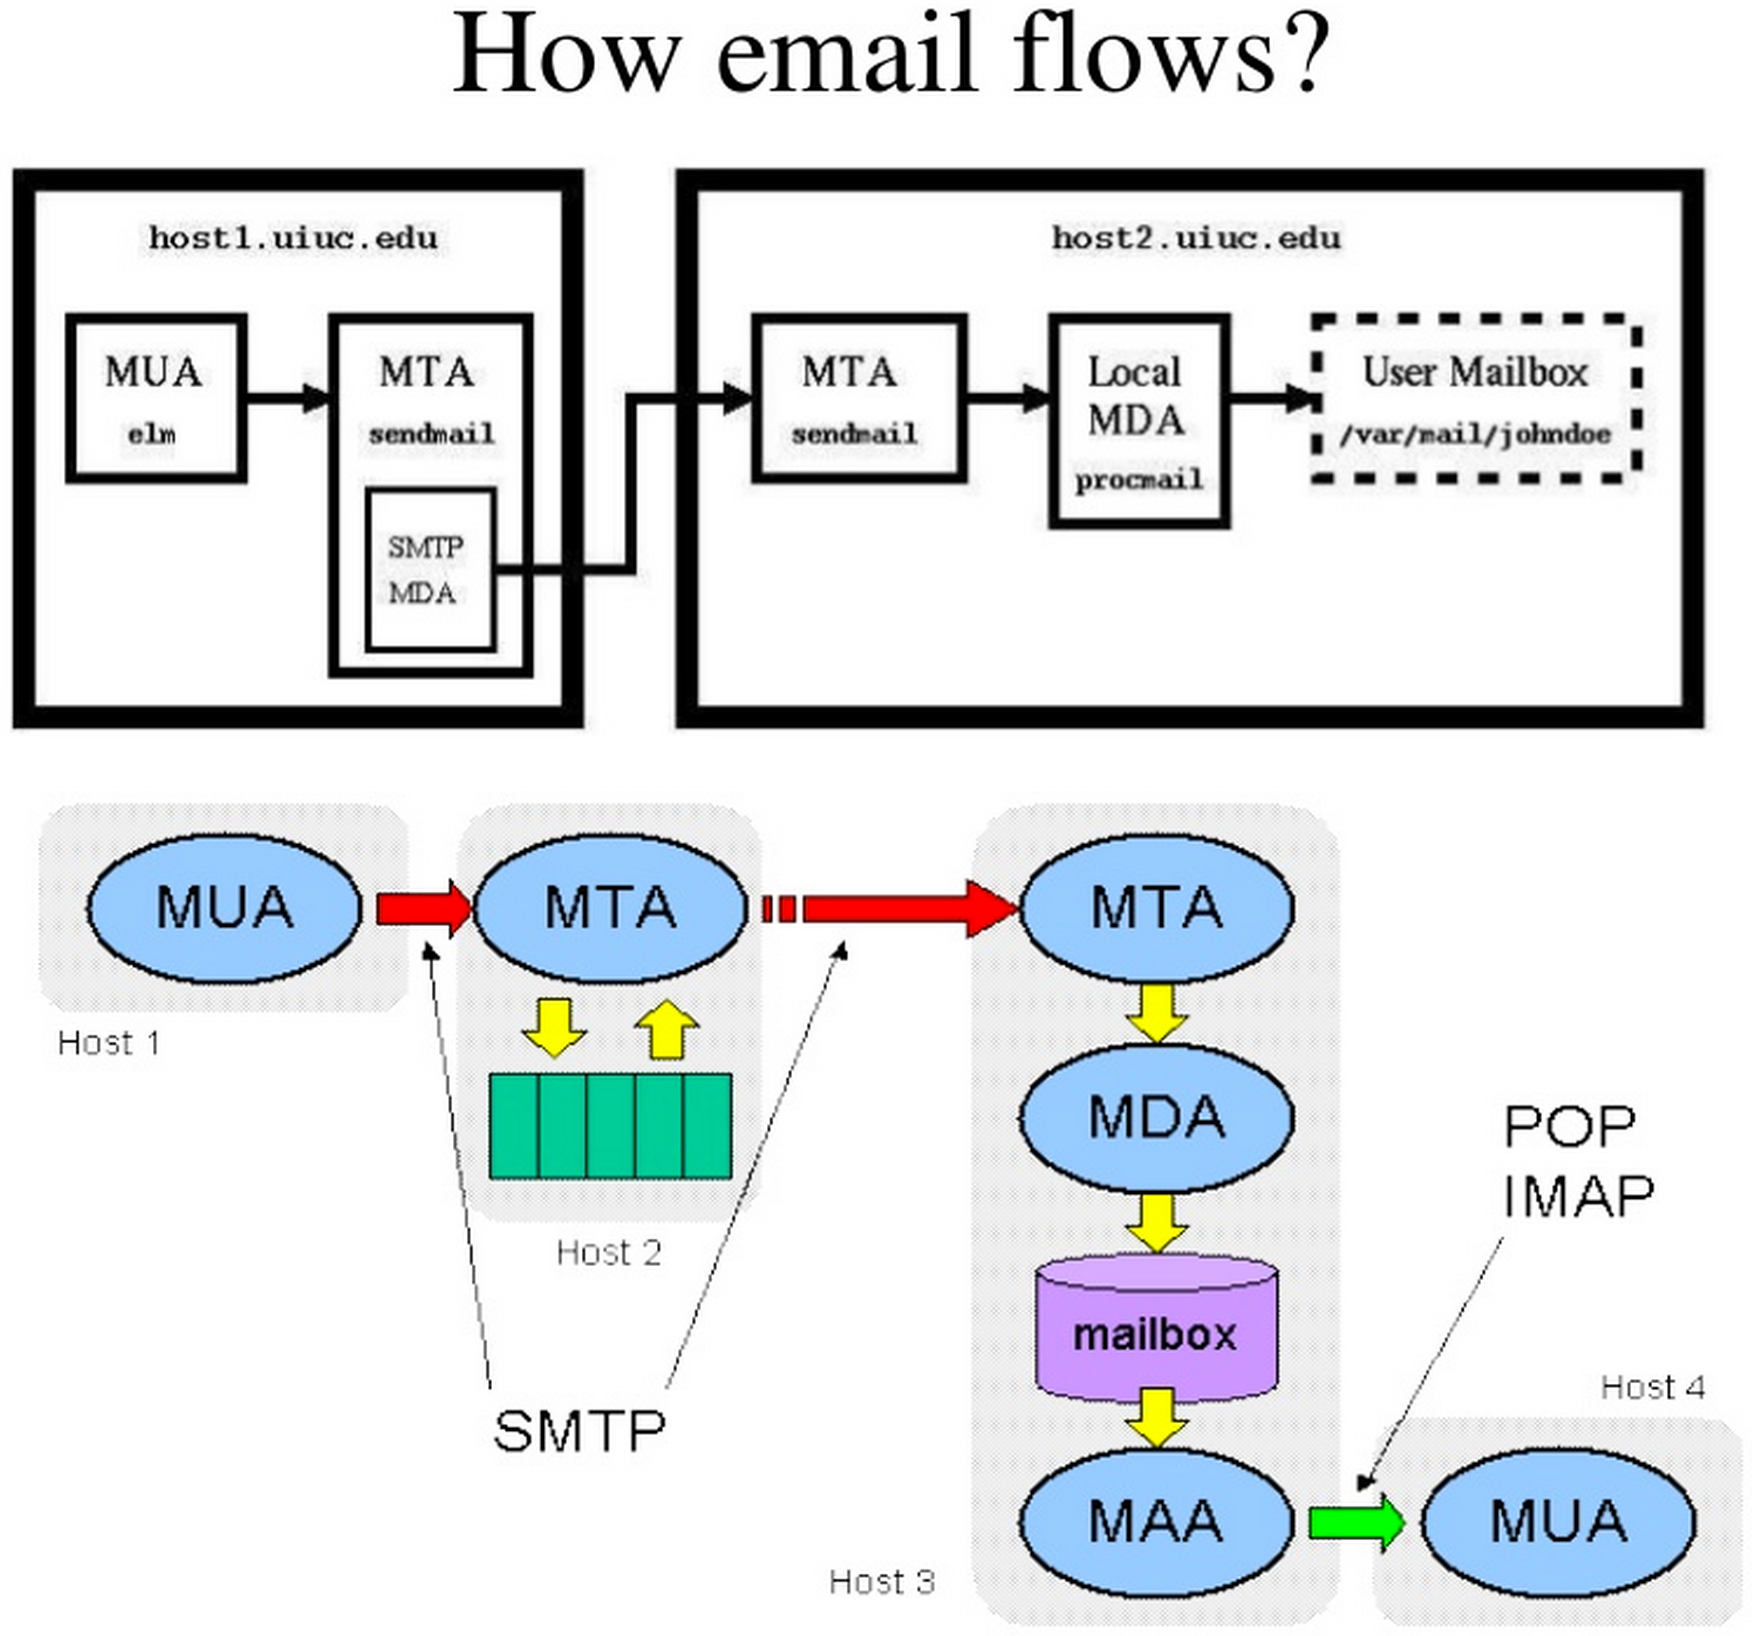 How email flows?
host1.uiuc.edu
MUA
elm
MTA
sendmail
SMTP
MDA
host2.uiuc.edu
MTA
sendmail
Local
MDA
procmail
User Mailbox
/var/mail/johndoe
MUA
Host 1
MTA
Host 2
SMTP
MTA
MDA
mailbox
MAA
Host 3
POP
IMAP
Host 4
MUA